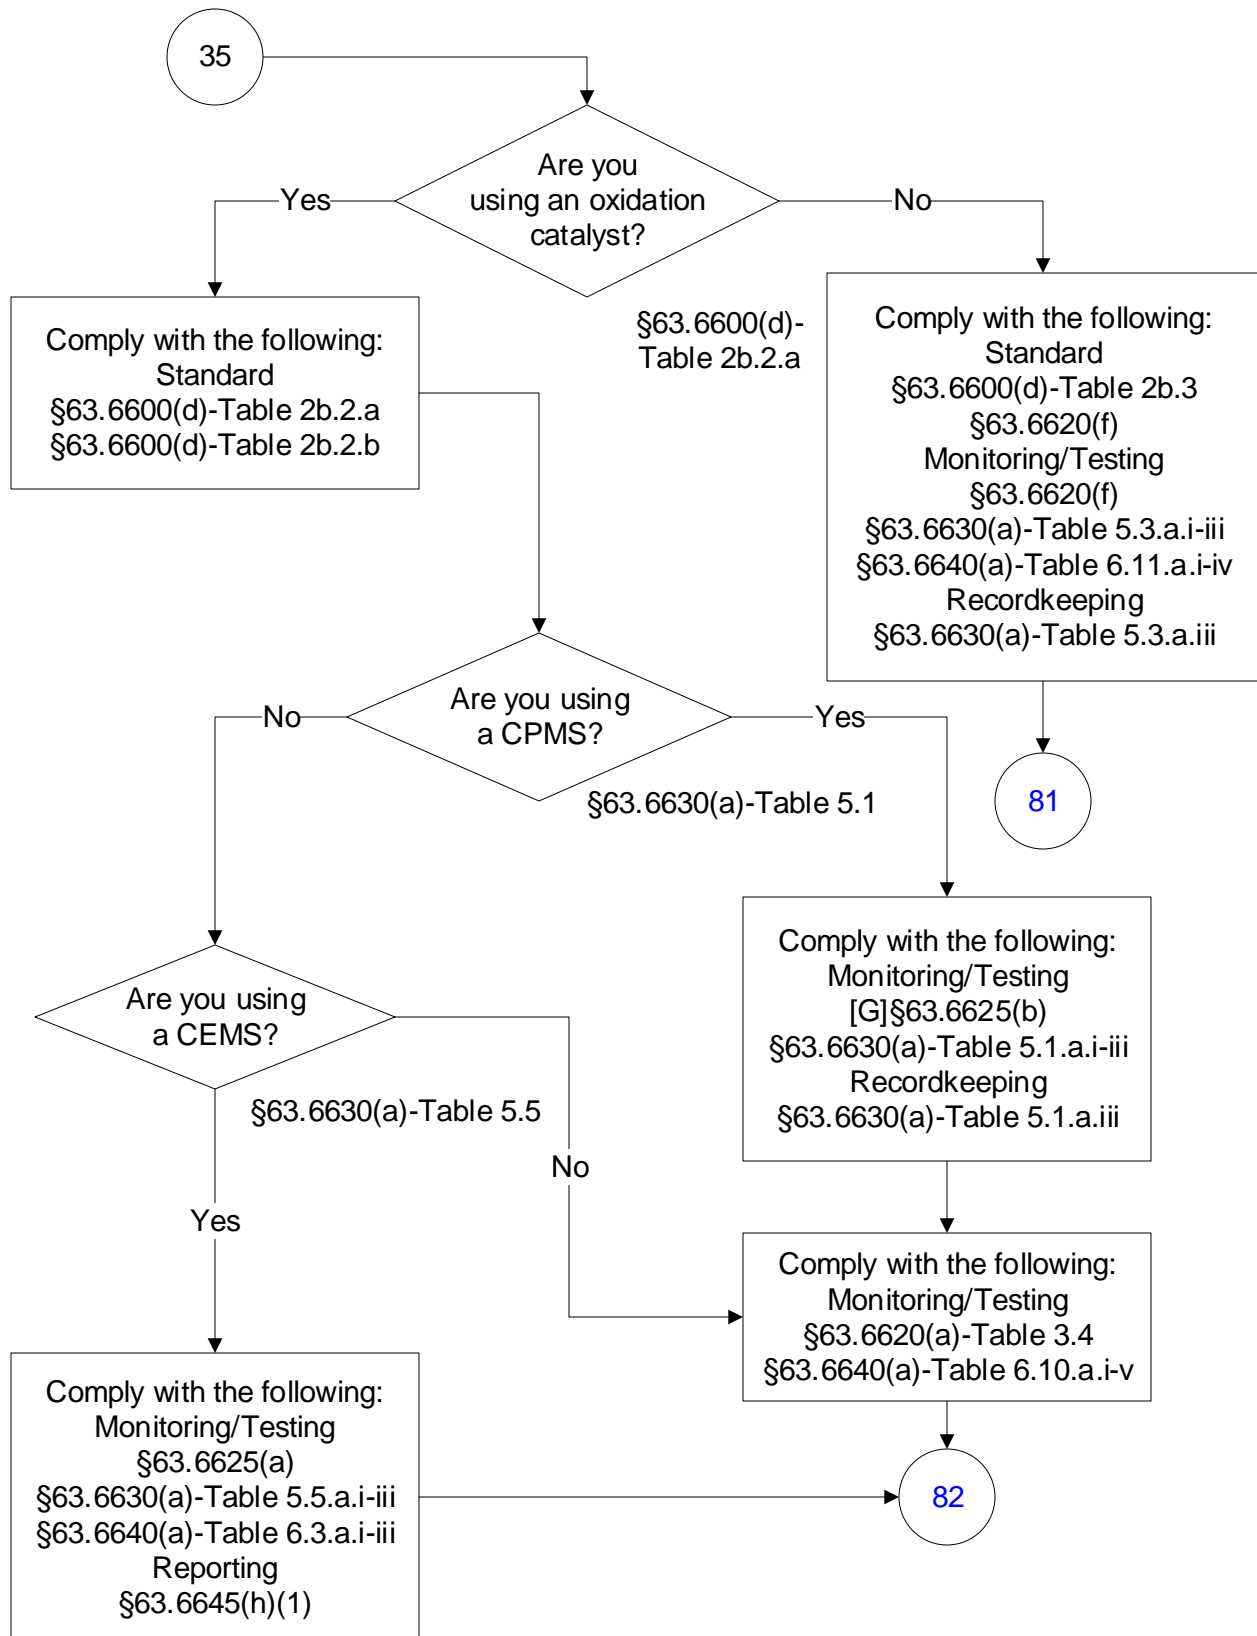 35
Are you
using an oxidation
catalyst?
Yes
No
§63.6600(d)-
Table 2b.2.a
Comply with the following:
Standard
§63.6600(d)-Table 2b.2.a
§63.6600(d)-Table 2b.2.b
Comply with the following:
Standard
§63.6600(d)-Table 2b.3
§63.6620(f)
Monitoring/Testing
§63.6620(f)
§63.6630(a)-Table 5.3.a.i-iii
§63.6640(a)-Table 6.11.a.i-iv
Recordkeeping
§63.6630(a)-Table 5.3.a.iii
Are you using
a CPMS?
No
Yes
§63.6630(a)-Table 5.1
81
Comply with the following:
Monitoring/Testing
[G]§63.6625(b)
§63.6630(a)-Table 5.1.a.i-iii
Recordkeeping
§63.6630(a)-Table 5.1.a.iii
Are you using
a CEMS?
§63.6630(a)-Table 5.5
No
Yes
Comply with the following:
Monitoring/Testing
§63.6620(a)-Table 3.4
§63.6640(a)-Table 6.10.a.i-v
Comply with the following:
Monitoring/Testing
§63.6625(a)
§63.6630(a)-Table 5.5.a.i-iii
§63.6640(a)-Table 6.3.a.i-iii
Reporting
§63.6645(h)(1)
82